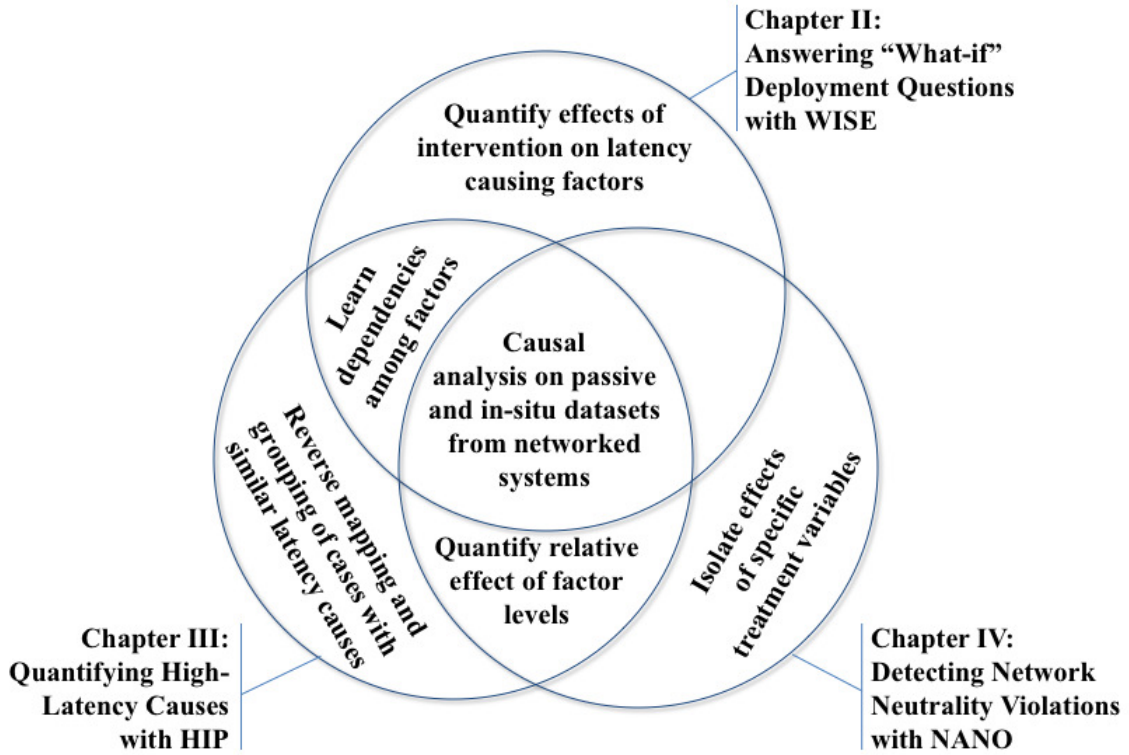 Chapter II:
Answering “What-if”
Deployment Questions
with WISE
Quantify effects of
intervention on latency
causing factors
Learn
dependencies
among factors
Causal
analysis on passive
and in-situ datasets
from networked
systems
Reverse mapping and
grouping of cases with
similar latency causes
Isolate effects
of specific
treatment variables
Quantify relative
effect of factor
levels
Chapter III:
Quantifying High-
Latency Causes
with HIP
Chapter IV:
Detecting Network
Neutrality Violations
with NANO